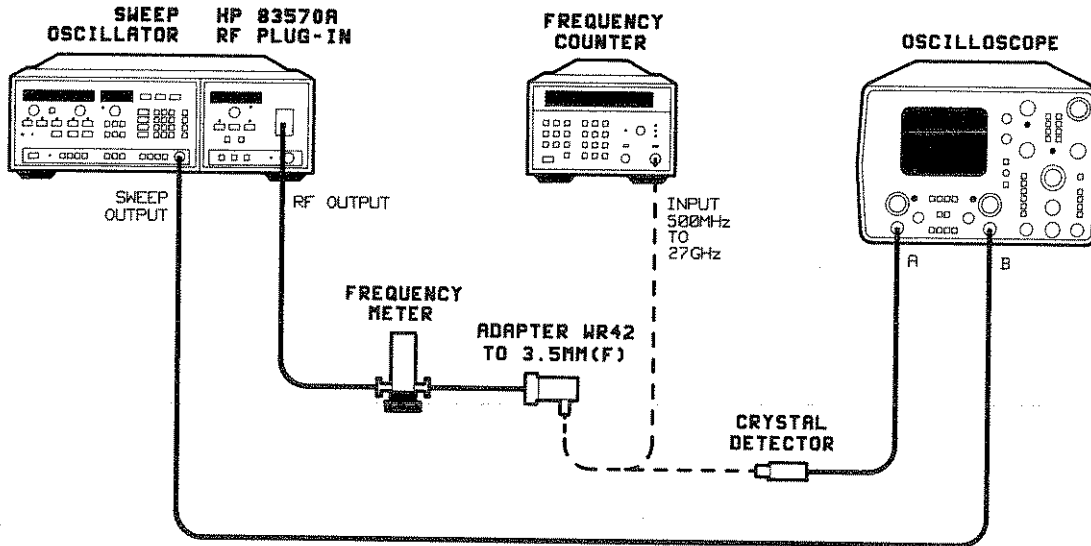 SWEEP
OSCILLATOR
HP 83570A
RF PLUG-IN
FREQUENCY
COUNTER
OSCILLOSCOPE
SWEEP
OUTPUT
RF OUTPUT
INPUT
500MHz
TO
27GHz
A
B
FREQUENCY
METER
ADAPTER WR42
TO 3.5MM(F)
CRYSTAL
DETECTOR